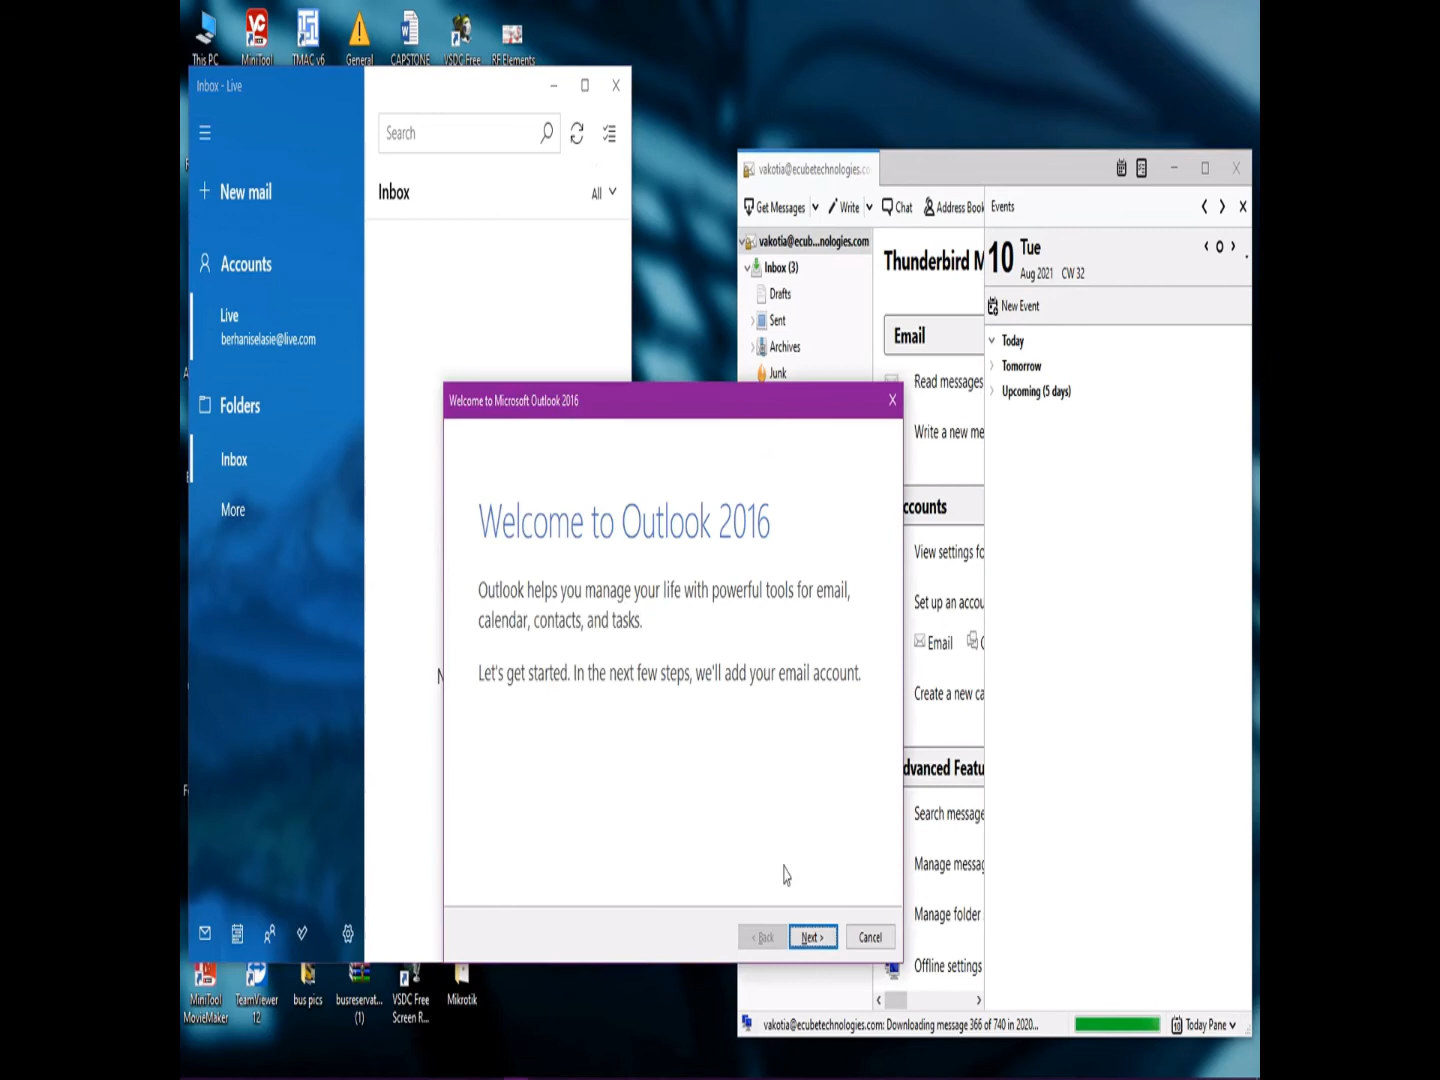 This PC
MiniTool
TMAC v6
General
CAPSTONE
VSDC Free
RF Elements
Inbox - Live
New mail
Accounts
Live
berhaniselasie@live.com
Folders
Inbox
More
Search
Inbox
All
vakotia@ecubetechnologies.co
Get Messages
Write
Chat
Address Book
vakotia@ecub...nologies.com
Inbox (3)
Drafts
Sent
Archives
Junk
Thunderbird M
Email
Read messages
Write a new me
ccounts
View settings fo
Set up an accou
Email
Create a new ca
dvanced Featu
Search message
Manage messag
Manage folder
Offline settings
Events
10
Tue
Aug 2021 CW 32
New Event
Today
Tomorrow
Upcoming (5 days)
Welcome to Microsoft Outlook 2016
Welcome to Outlook 2016
Outlook helps you manage your life with powerful tools for email,
calendar, contacts, and tasks.
Let's get started. In the next few steps, we'll add your email account.
< Back
Next >
Cancel
MiniTool
MovieMaker
TeamViewer
12
bus pics
busreservat...
(1)
VSDC Free
Screen R...
Mikrotik
vakotia@ecubetechnologies.com: Downloading message 366 of 740 in 2020...
Today Pane